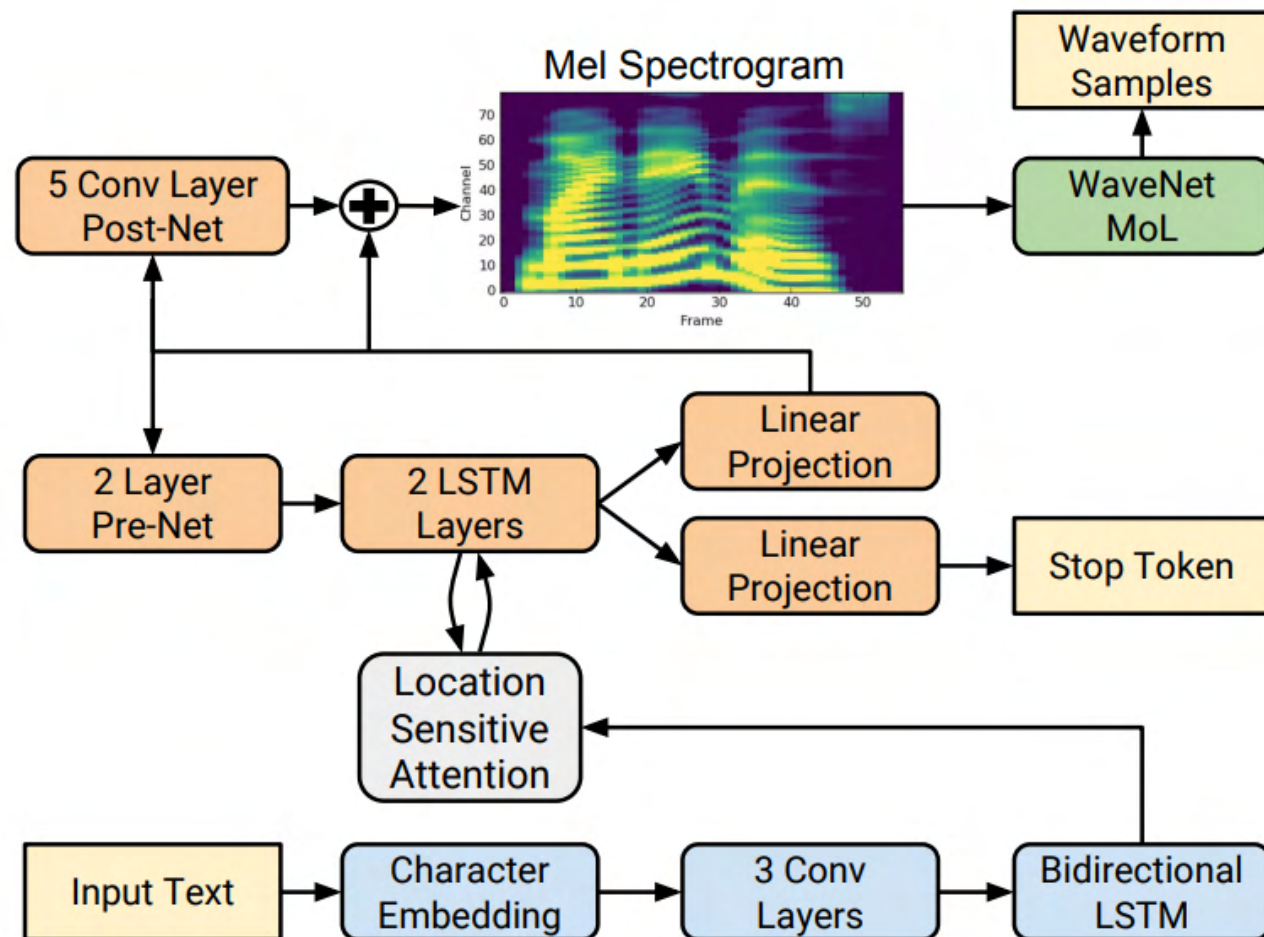 Waveform
Samples
Mel Spectrogram
70
60
50
40
30
20
10
0
Channel
0
10
20
30
40
50
Frame
5 Conv Layer
Post-Net
WaveNet
MoL
Linear
Projection
2 Layer
Pre-Net
2 LSTM
Layers
Linear
Projection
Stop Token
Location
Sensitive
Attention
Input Text
Character
Embedding
3 Conv
Layers
Bidirectional
LSTM